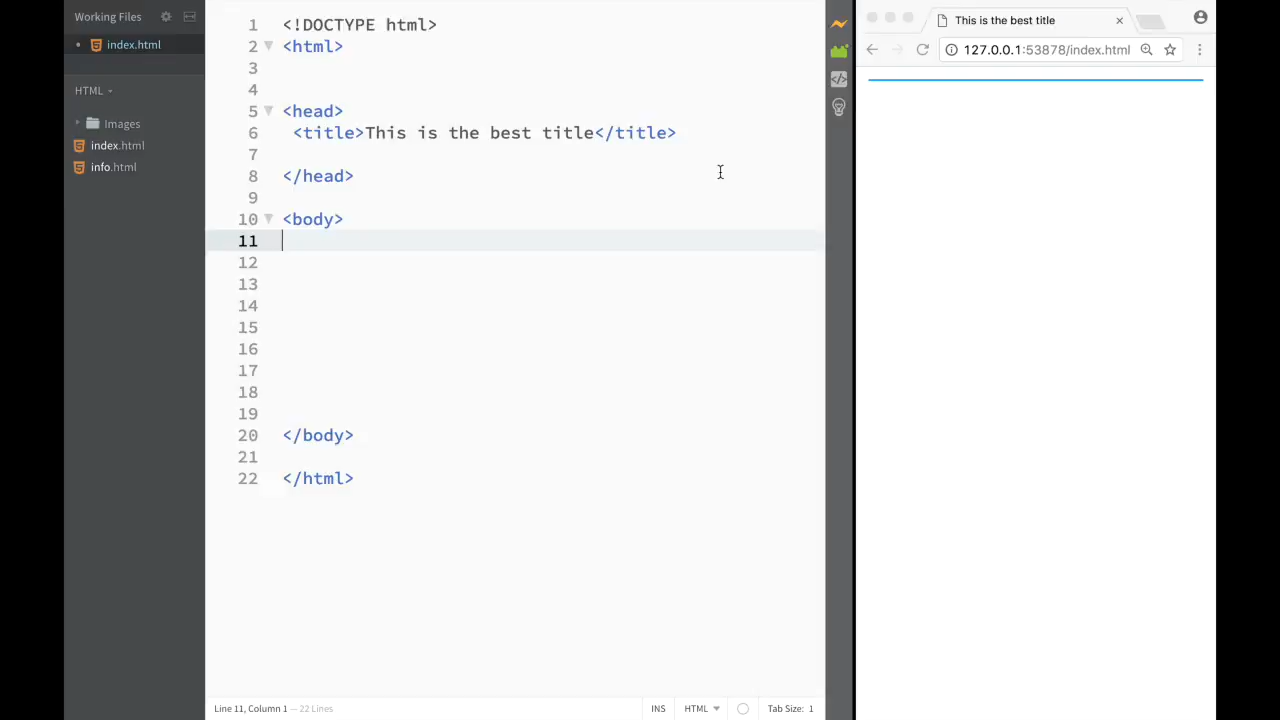 Working Files
index.html
HTML
Images
index.html
info.html
1 <!DOCTYPE html>
2 <html>
3
4
5 <head>
6 <title>This is the best title</title>
7
8 </head>
9
10 <body>
11
12
13
14
15
16
17
18
19
20 </body>
21
22 </html>
Line 11, Column 1 — 22 Lines
INS
HTML
Tab Size: 1
This is the best title
127.0.0.1:53878/index.html